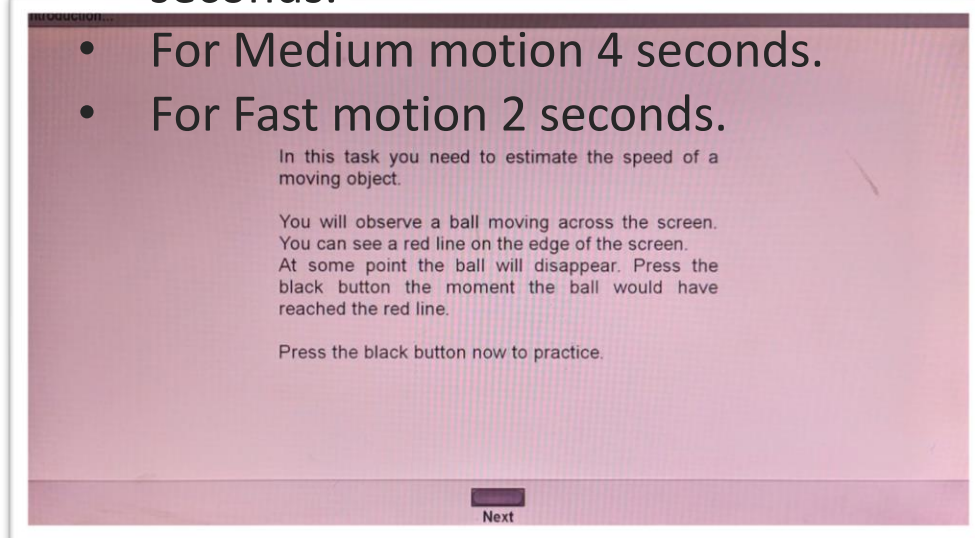 seconds.
Introduction...
• For Medium motion 4 seconds.
• For Fast motion 2 seconds.
In this task you need to estimate the speed of a
moving object.
You will observe a ball moving across the screen.
You can see a red line on the edge of the screen.
At some point the ball will disappear. Press the
black button the moment the ball would have
reached the red line.
Press the black button now to practice.
Next